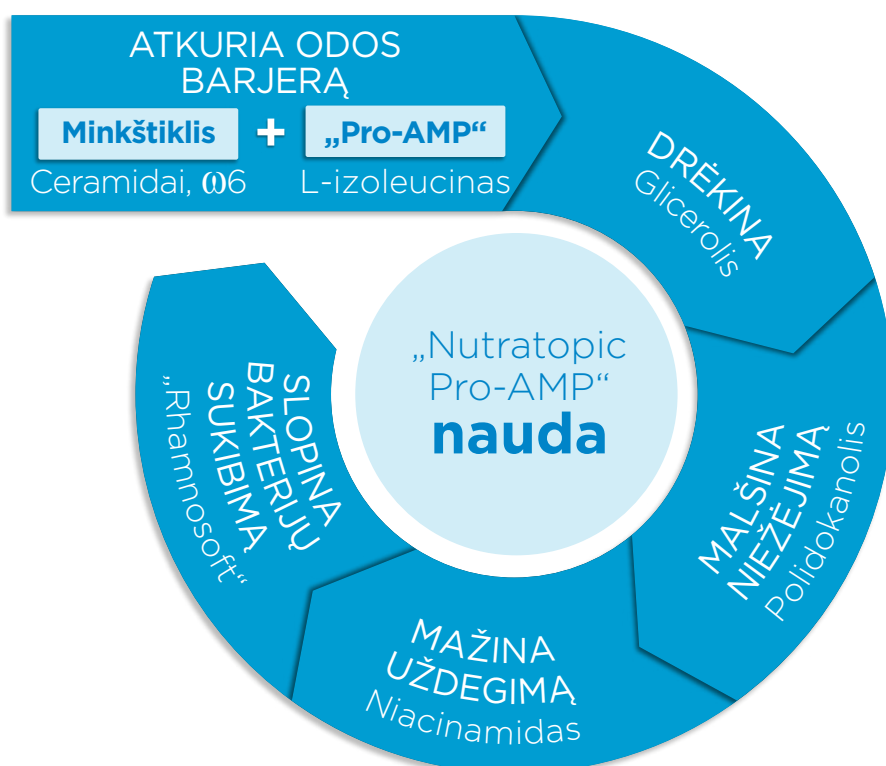 ATKURIA ODOS
BARJERĄ
Minkštiklis + „Pro-AMP“
Ceramidai, ω6 L-izoleucinas
DRĖKINA
Glicerolis
MALŠINA
NIEŽĖJIMĄ
Polidokanolis
MAŽINA
UŽDEGIMĄ
Niacinamidas
SLOPINA
BAKTERIJŲ
SUKIBIMĄ
„Rhamnosoft“
„Nutratopic
Pro-AMP“
nauda